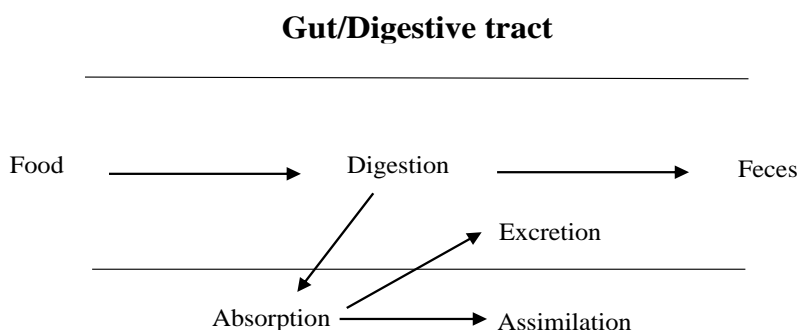 Gut/Digestive tract
Food
Digestion
Feces
Excretion
Absorption
Assimilation